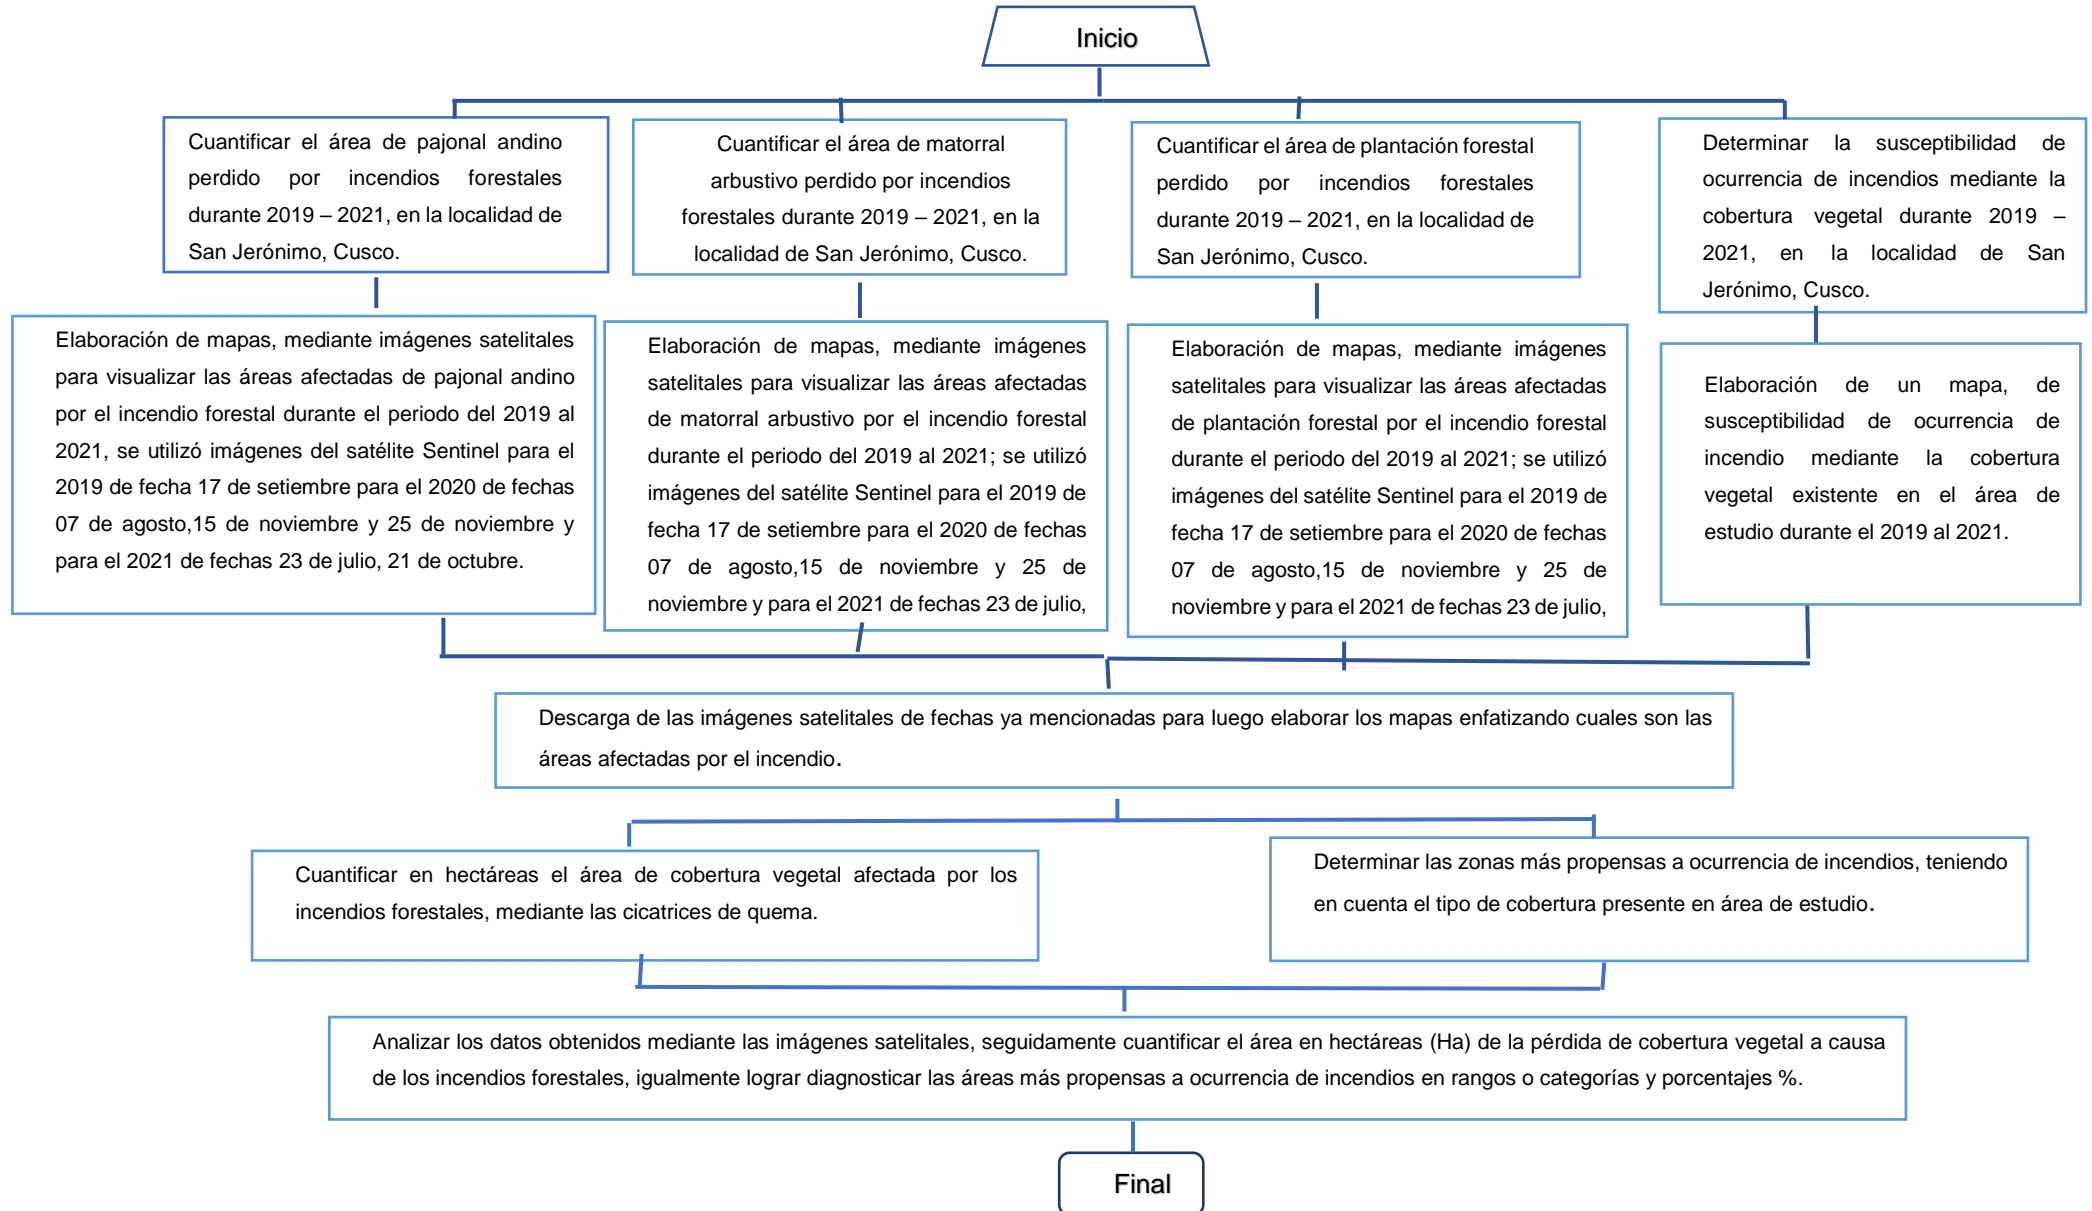 Inicio
Cuantificar el área de pajonal andino
perdido por incendios forestales
durante 2019 – 2021, en la localidad de
San Jerónimo, Cusco.
Cuantificar el área de matorral
arbustivo perdido por incendios
forestales durante 2019 – 2021, en la
localidad de San Jerónimo, Cusco.
Cuantificar el área de plantación forestal
perdido por incendios forestales
durante 2019 – 2021, en la localidad de
San Jerónimo, Cusco.
Determinar la susceptibilidad de
ocurrencia de incendios mediante la
cobertura vegetal durante 2019 –
2021, en la localidad de San
Jerónimo, Cusco.
Elaboración de mapas, mediante imágenes satelitales
para visualizar las áreas afectadas de pajonal andino
por el incendio forestal durante el periodo del 2019 al
2021, se utilizó imágenes del satélite Sentinel para el
2019 de fecha 17 de setiembre para el 2020 de fechas
07 de agosto,15 de noviembre y 25 de noviembre y
para el 2021 de fechas 23 de julio, 21 de octubre.
Elaboración de mapas, mediante imágenes
satelitales para visualizar las áreas afectadas
de matorral arbustivo por el incendio forestal
durante el periodo del 2019 al 2021; se utilizó
imágenes del satélite Sentinel para el 2019 de
fecha 17 de setiembre para el 2020 de fechas
07 de agosto,15 de noviembre y 25 de
noviembre y para el 2021 de fechas 23 de julio,
Elaboración de mapas, mediante imágenes
satelitales para visualizar las áreas afectadas
de plantación forestal por el incendio forestal
durante el periodo del 2019 al 2021; se utilizó
imágenes del satélite Sentinel para el 2019 de
fecha 17 de setiembre para el 2020 de fechas
07 de agosto,15 de noviembre y 25 de
noviembre y para el 2021 de fechas 23 de julio,
Elaboración de un mapa, de
susceptibilidad de ocurrencia de
incendio mediante la cobertura
vegetal existente en el área de
estudio durante el 2019 al 2021.
Descarga de las imágenes satelitales de fechas ya mencionadas para luego elaborar los mapas enfatizando cuales son las
áreas afectadas por el incendio.
Cuantificar en hectáreas el área de cobertura vegetal afectada por los
incendios forestales, mediante las cicatrices de quema.
Determinar las zonas más propensas a ocurrencia de incendios, teniendo
en cuenta el tipo de cobertura presente en área de estudio.
Analizar los datos obtenidos mediante las imágenes satelitales, seguidamente cuantificar el área en hectáreas (Ha) de la pérdida de cobertura vegetal a causa
de los incendios forestales, igualmente lograr diagnosticar las áreas más propensas a ocurrencia de incendios en rangos o categorías y porcentajes %.
Final